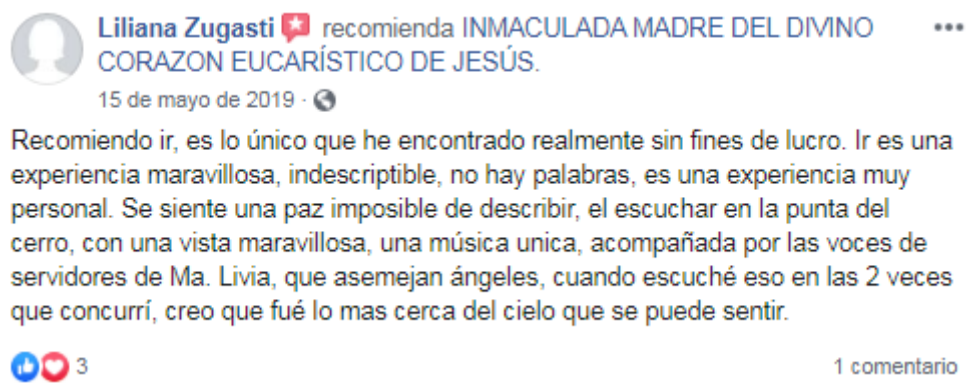 Liliana Zugasti recomienda INMACULADA MADRE DEL DIVINO
CORAZON EUCARÍSTICO DE JESÚS.
15 de mayo de 2019 ·
Recomiendo ir, es lo único que he encontrado realmente sin fines de lucro. Ir es una
experiencia maravillosa, indescriptible, no hay palabras, es una experiencia muy
personal. Se siente una paz imposible de describir, el escuchar en la punta del
cerro, con una vista maravillosa, una música unica, acompañada por las voces de
servidores de Ma. Livia, que asemejan ángeles, cuando escuché eso en las 2 veces
que concurrí, creo que fué lo mas cerca del cielo que se puede sentir.
3 1 comentario